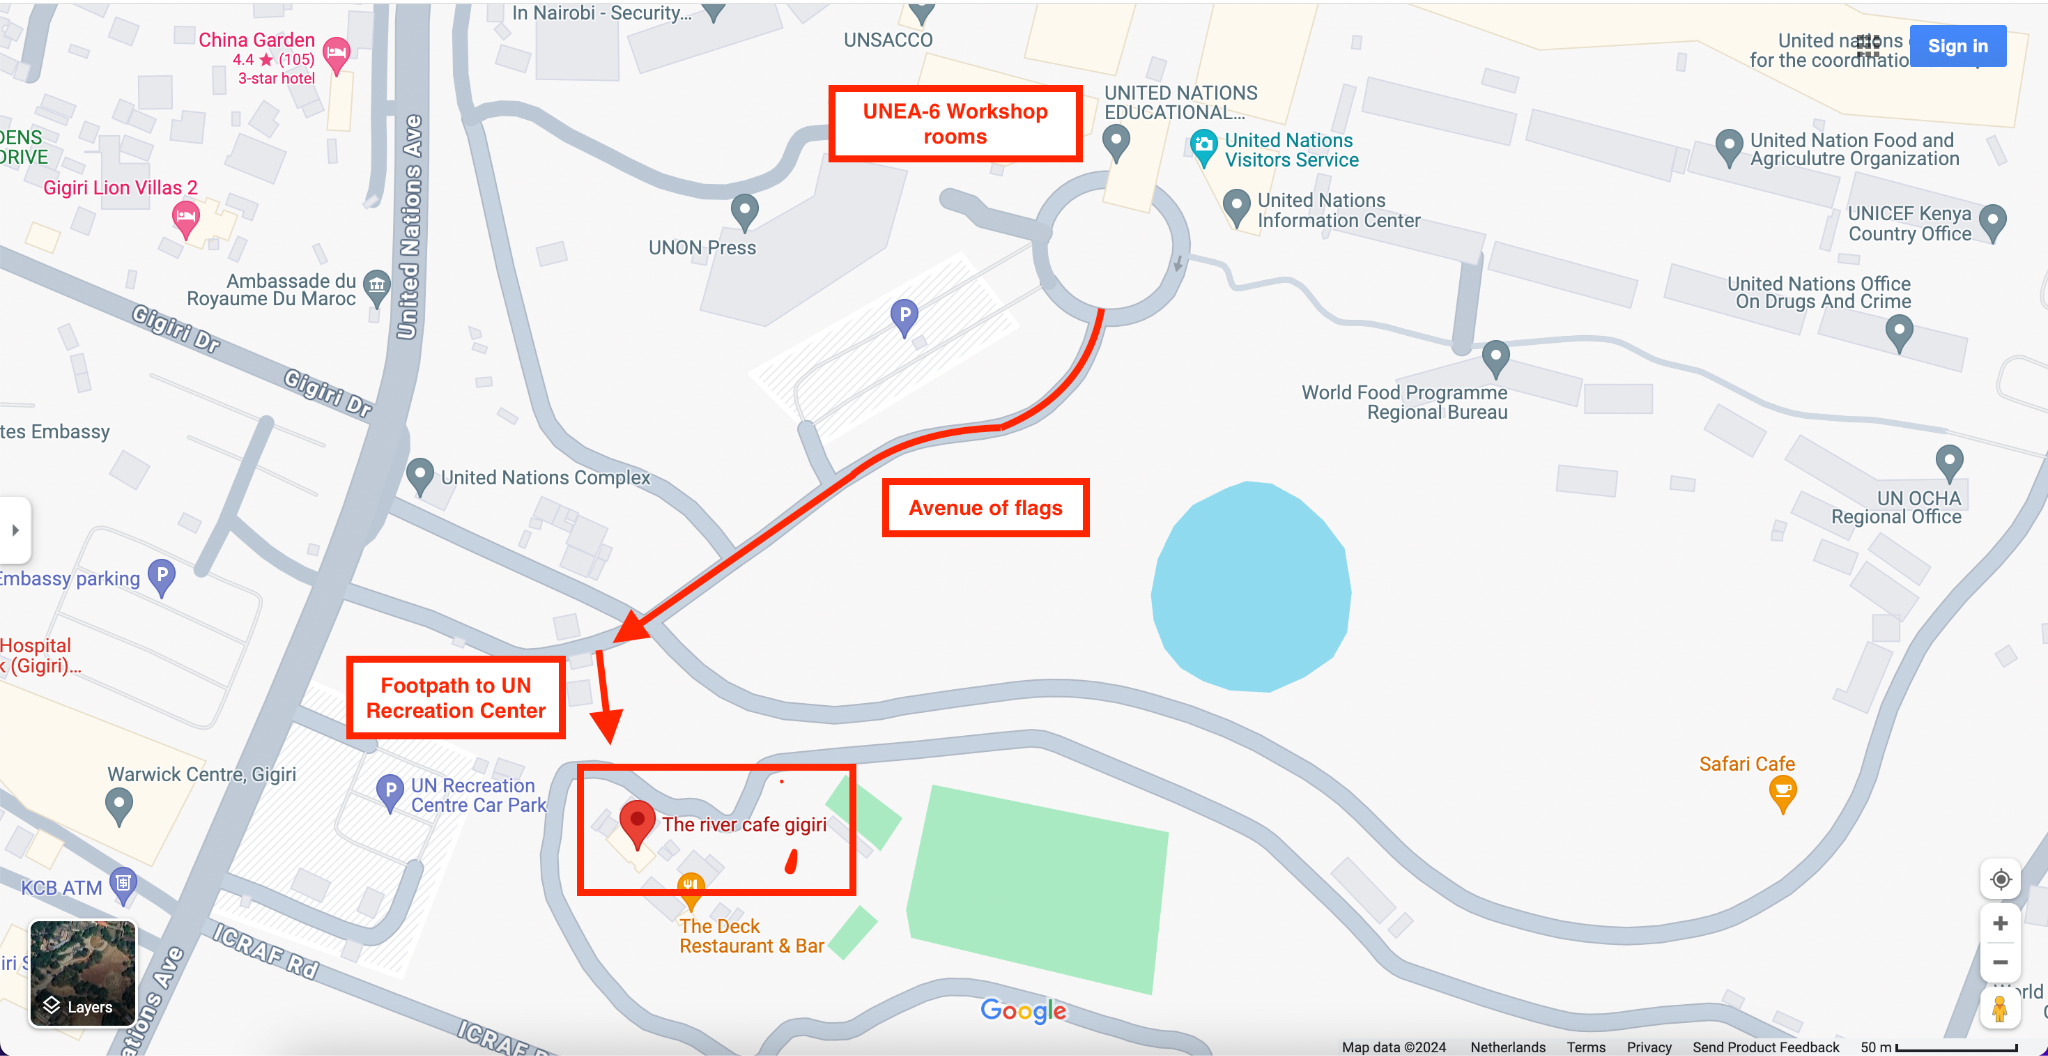 In Nairobi - Security...
UNSACCO
China Garden
4.4 ★ (105)
3-star hotel
United nations
for the coordinatio
Sign in
UNEA-6 Workshop
rooms
UNITED NATIONS
EDUCATIONAL...
United Nations
Visitors Service
United Nation Food and
Agriculutre Organization
DENS
DRIVE
Gigiri Lion Villas 2
United Nations Ave
UNON Press
United Nations
Information Center
UNICEF Kenya
Country Office
Ambassade du
Royaume Du Maroc
Gigiri Dr
Gigiri Dr
P
United Nations Office
On Drugs And Crime
World Food Programme
Regional Bureau
tes Embassy
United Nations Complex
Avenue of flags
UN OCHA
Regional Office
Embassy parking
P
Hospital
k (Gigiri)...
Footpath to UN
Recreation Center
Warwick Centre, Gigiri
P
UN Recreation
Centre Car Park
Safari Cafe
The river cafe gigiri
KCB ATM
The Deck
Restaurant & Bar
ICRAF Rd
iri S
ations Ave
Layers
ICRAF R
Google
World
Map data ©2024
Netherlands
Terms
Privacy
Send Product Feedback
50 m